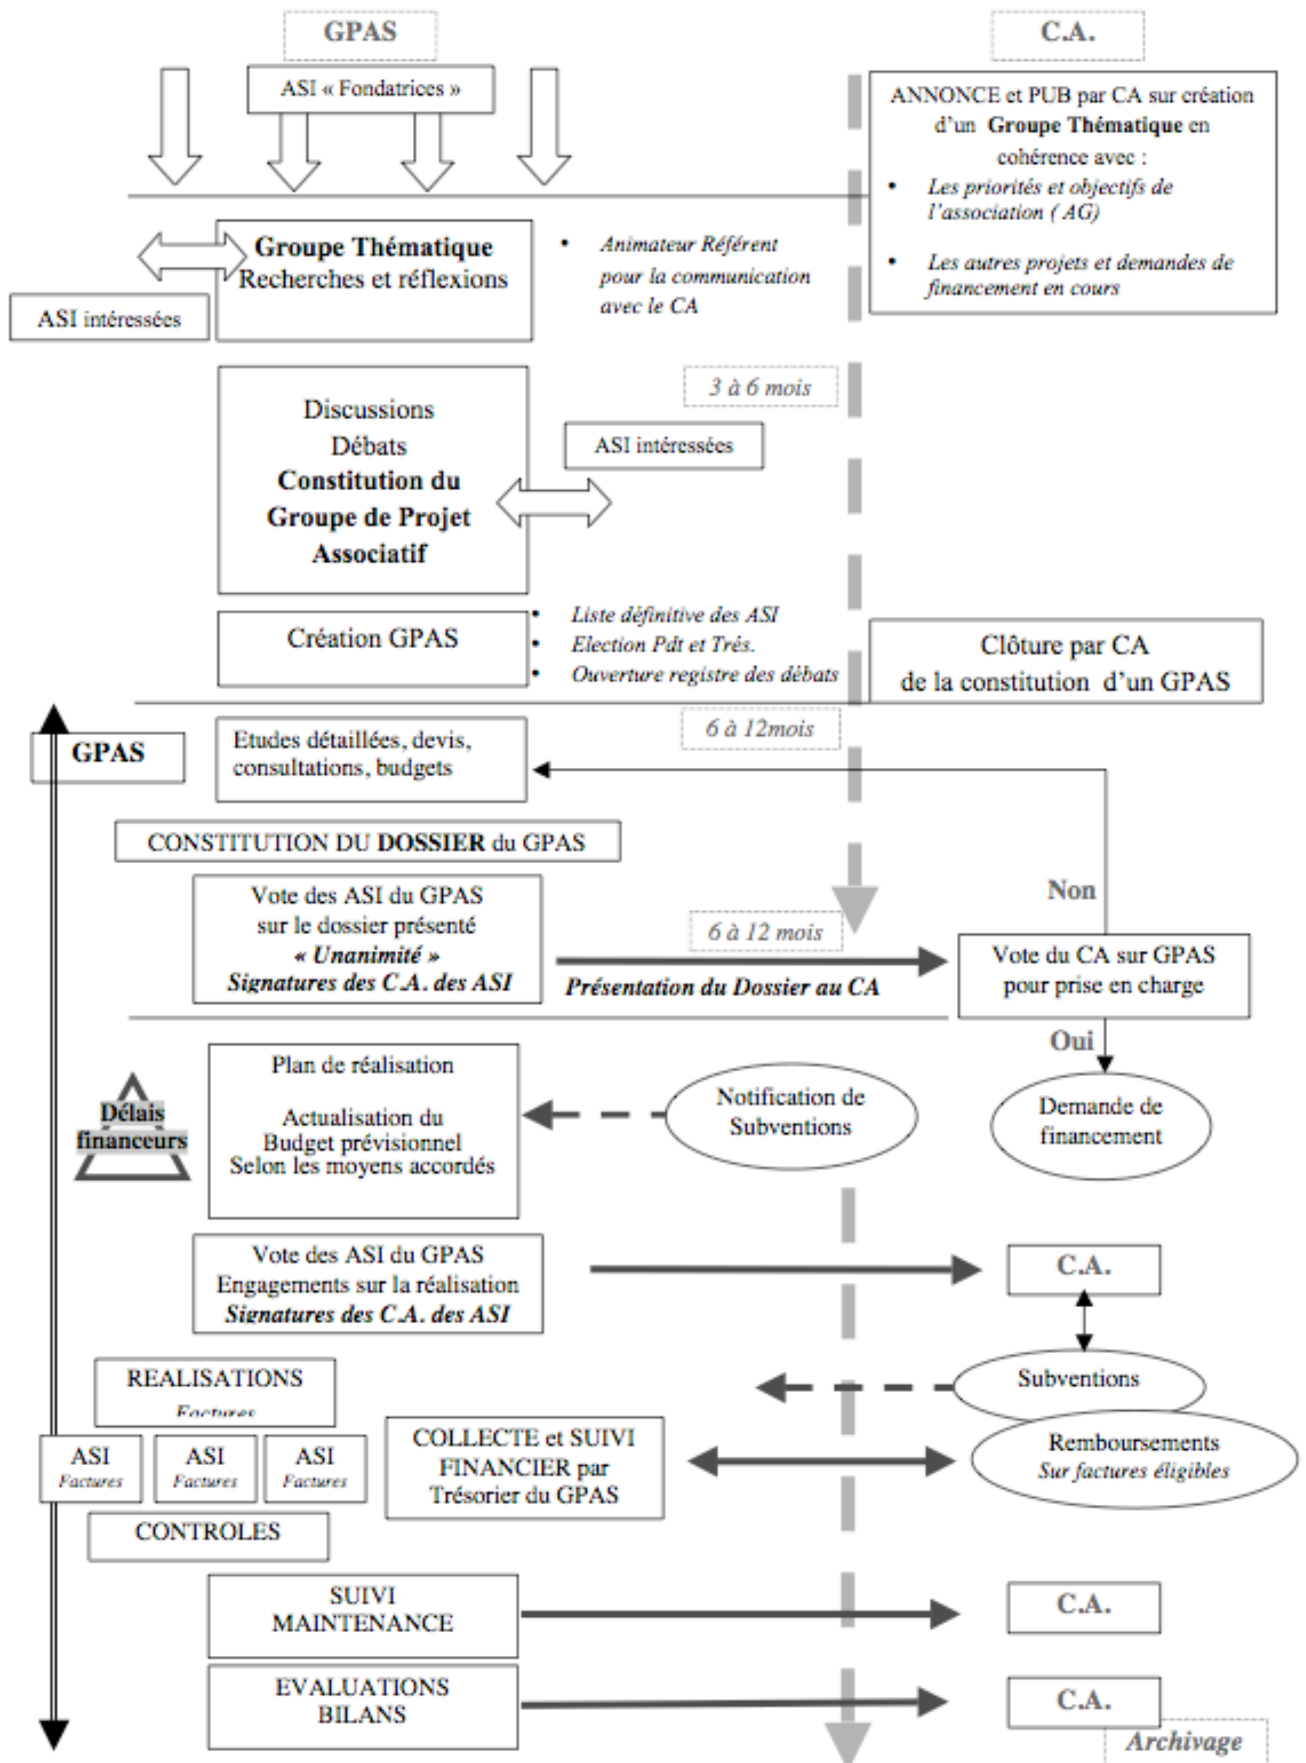 GPAS
C.A.
ASI « Fondatrices »
ANNONCE et PUB par CA sur création
d'un Groupe Thématique en
cohérence avec :
• Les priorités et objectifs de
l'association ( AG)
• Les autres projets et demandes de
financement en cours
Groupe Thématique
Recherches et réflexions
• Animateur Référent
pour la communication
avec le CA
ASI intéressées
3 à 6 mois
Discussions
Débats
Constitution du
Groupe de Projet
Associatif
ASI intéressées
Création GPAS
• Liste définitive des ASI
• Election Pdt et Trés.
• Ouverture registre des débats
Clôture par CA
de la constitution d'un GPAS
6 à 12mois
GPAS
Etudes détaillées, devis,
consultations, budgets
CONSTITUTION DU DOSSIER du GPAS
Non
Vote des ASI du GPAS
sur le dossier présenté
« Unanimité »
Signatures des C.A. des ASI
6 à 12 mois
Présentation du Dossier au CA
Vote du CA sur GPAS
pour prise en charge
Oui
Plan de réalisation
Actualisation du
Budget prévisionnel
Selon les moyens accordés
Délais
financeurs
Notification de
Subventions
Demande de
financement
Vote des ASI du GPAS
Engagements sur la réalisation
Signatures des C.A. des ASI
C.A.
REALISATIONS
Factures
Subventions
ASI
Factures
ASI
Factures
ASI
Factures
COLLECTE et SUIVI
FINANCIER par
Trésorier du GPAS
Remboursements
Sur factures éligibles
CONTROLES
SUIVI
MAINTENANCE
C.A.
EVALUATIONS
BILANS
C.A.
Archivage